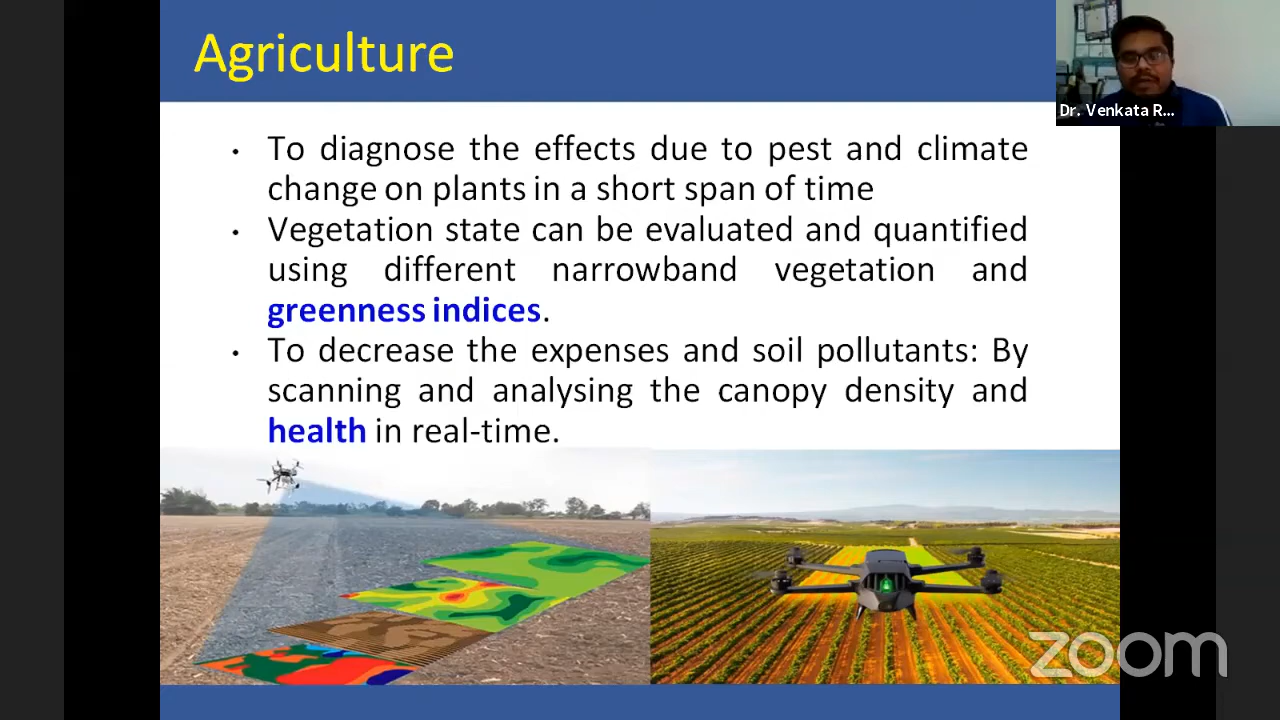 Agriculture
Dr. Venkata R...
• To diagnose the effects due to pest and climate
change on plants in a short span of time
• Vegetation state can be evaluated and quantified
using different narrowband vegetation and
greenness indices.
• To decrease the expenses and soil pollutants: By
scanning and analysing the canopy density and
health in real-time.
zoom